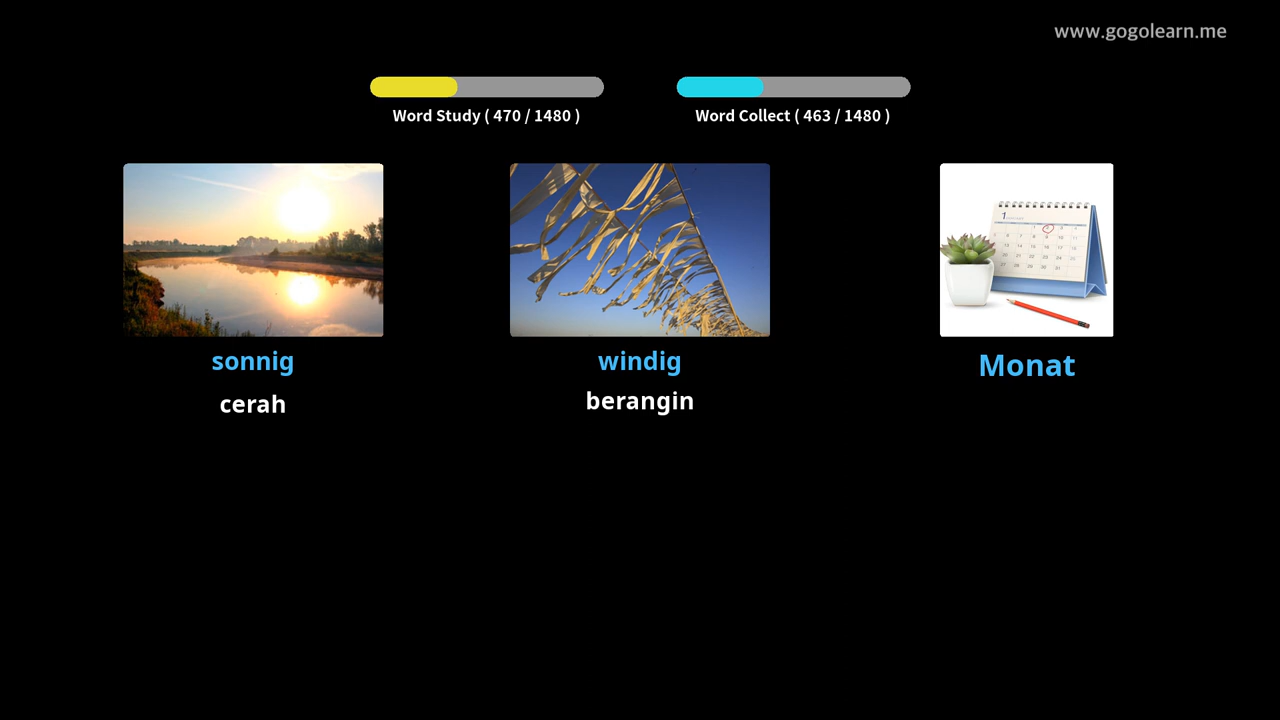 www.gogolearn.me
Word Study ( 470 / 1480 )
Word Collect ( 463 / 1480 )
sonnig
cerah
windig
berangin
Monat